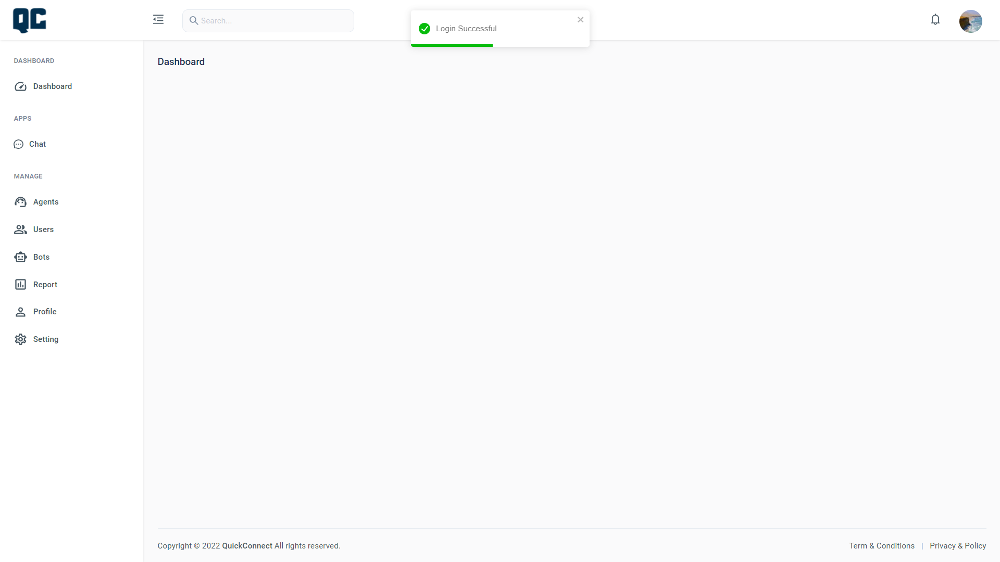 QC
Search...
Login Successful
DASHBOARD
Dashboard
APPS
Chat
MANAGE
Agents
Users
Bots
Report
Profile
Setting
Dashboard
Copyright © 2022 QuickConnect All rights reserved.
Term & Conditions | Privacy & Policy